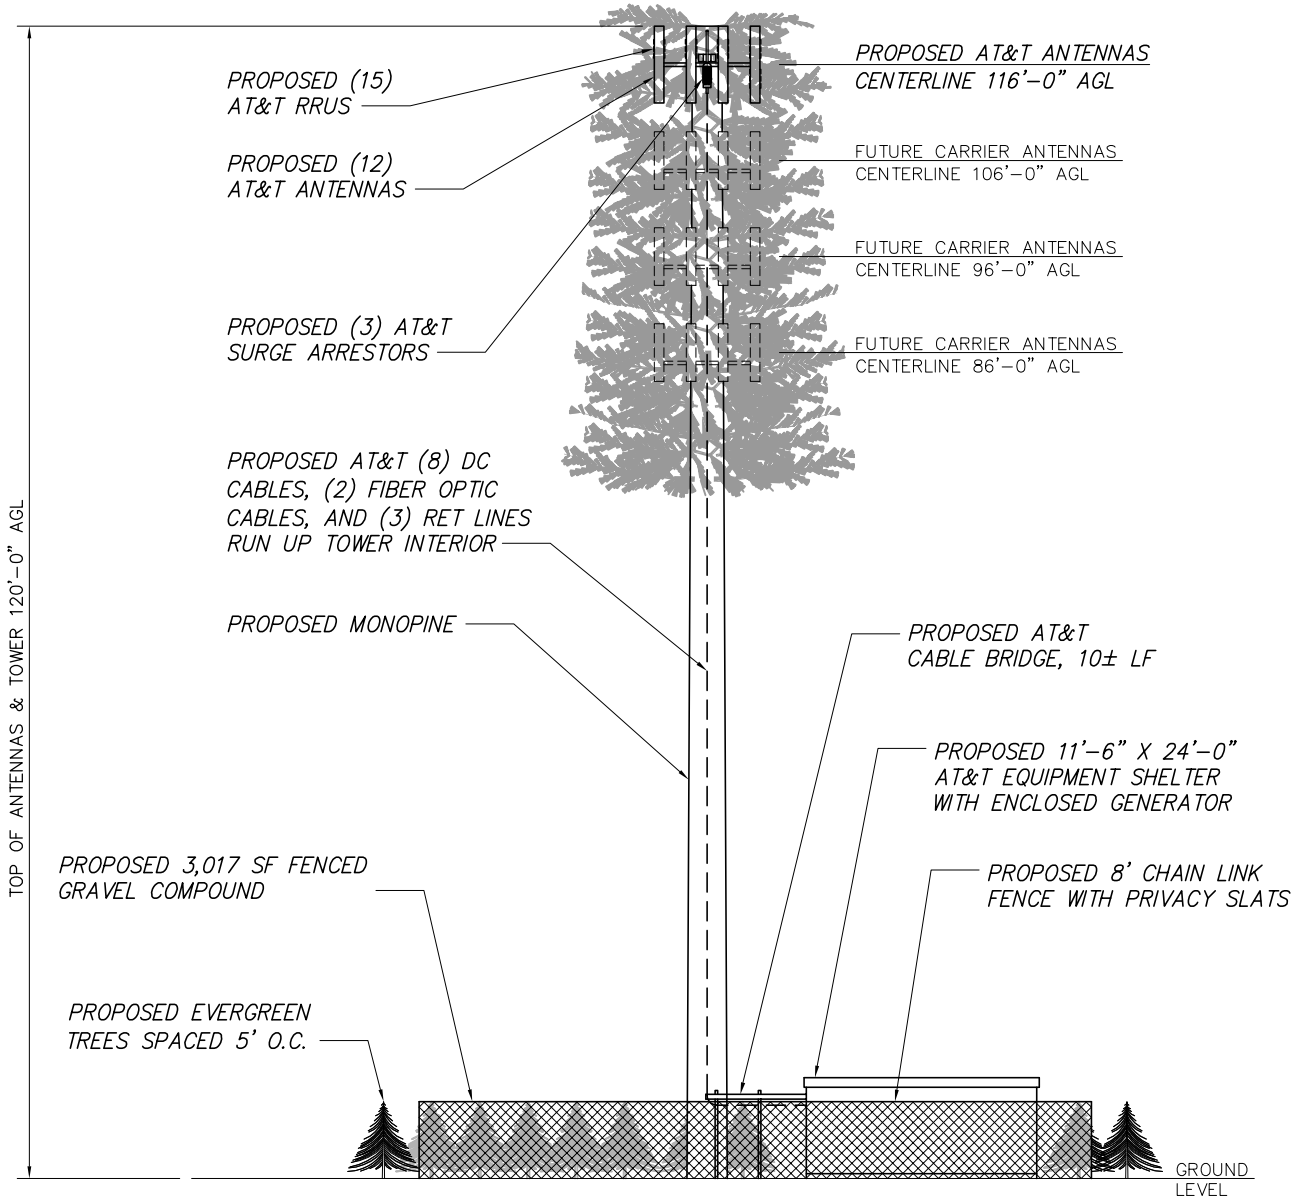 PROPOSED (15)
AT&T RRUS
PROPOSED AT&T ANTENNAS
CENTERLINE 116'-0" AGL
PROPOSED (12)
AT&T ANTENNAS
FUTURE CARRIER ANTENNAS
CENTERLINE 106'-0" AGL
FUTURE CARRIER ANTENNAS
CENTERLINE 96'-0" AGL
PROPOSED (3) AT&T
SURGE ARRESTORS
FUTURE CARRIER ANTENNAS
CENTERLINE 86'-0" AGL
PROPOSED AT&T (8) DC
CABLES, (2) FIBER OPTIC
CABLES, AND (3) RET LINES
RUN UP TOWER INTERIOR
TOP OF ANTENNAS & TOWER 120'-0" AGL
PROPOSED MONOPINE
PROPOSED AT&T
CABLE BRIDGE, 10± LF
PROPOSED 11'-6" X 24'-0"
AT&T EQUIPMENT SHELTER
WITH ENCLOSED GENERATOR
PROPOSED 3,017 SF FENCED
GRAVEL COMPOUND
PROPOSED 8' CHAIN LINK
FENCE WITH PRIVACY SLATS
PROPOSED EVERGREEN
TREES SPACED 5' O.C.
GROUND
LEVEL